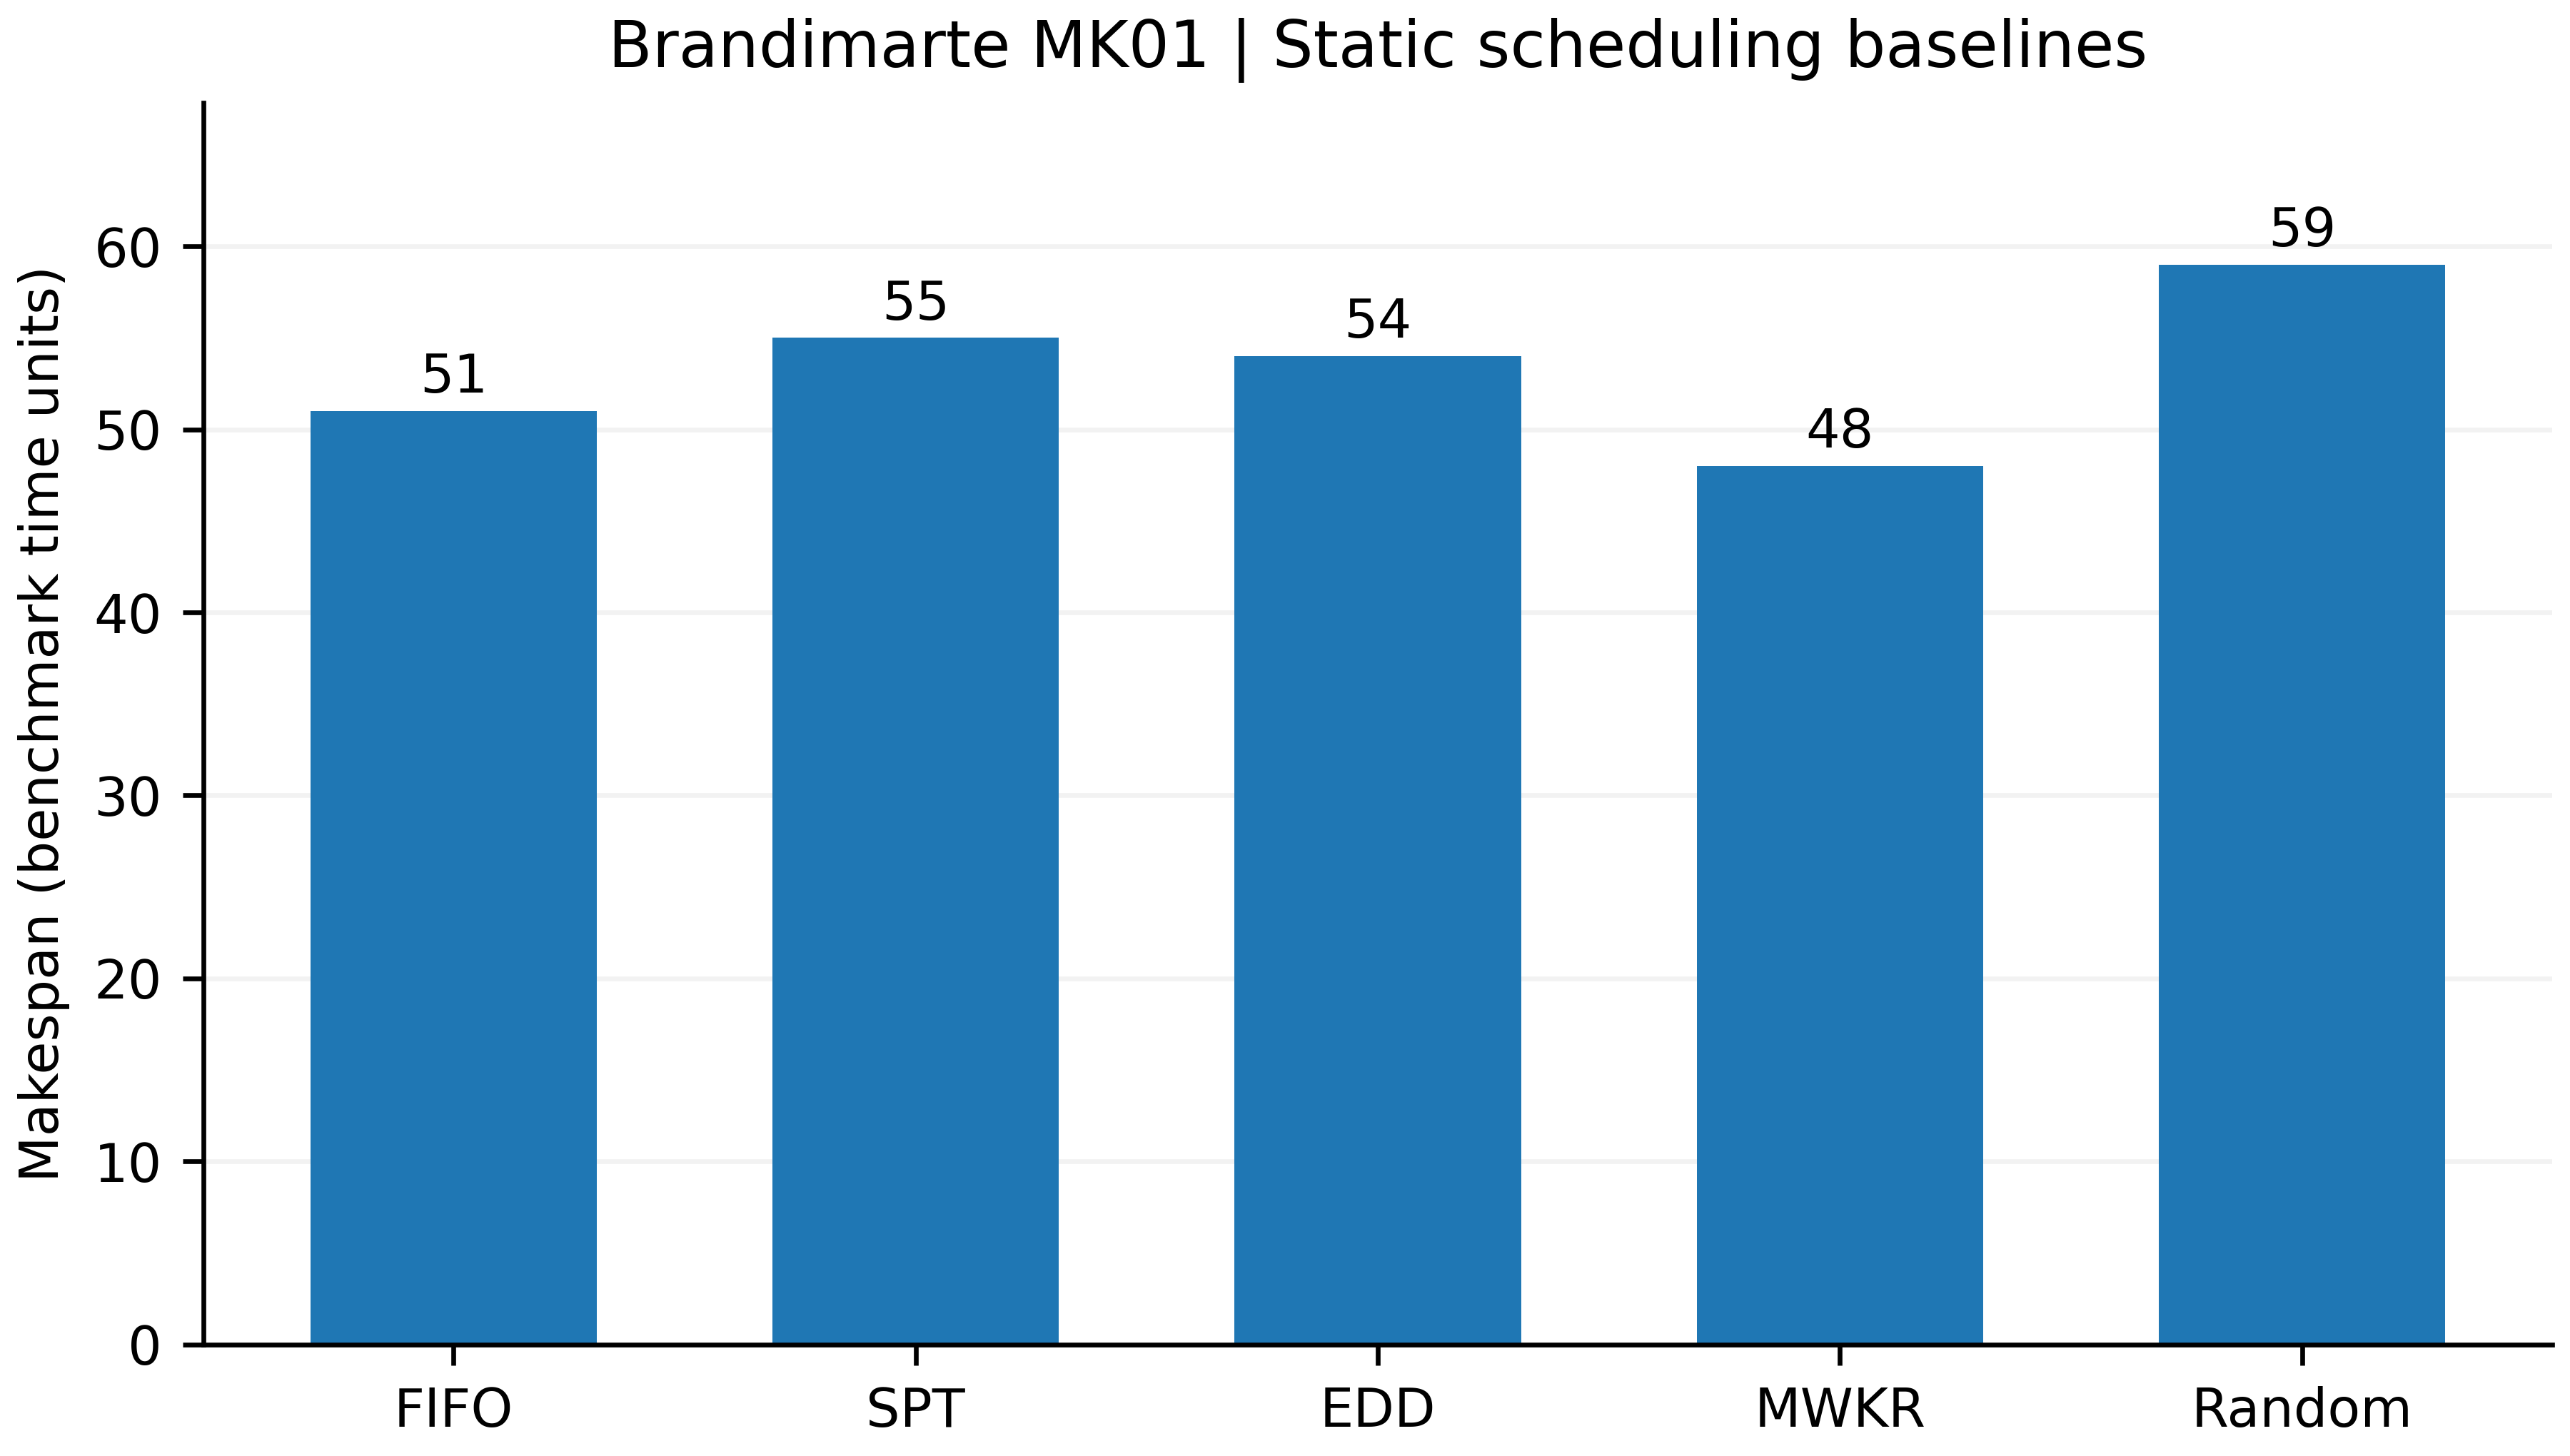 Brandimarte MK01 | Static scheduling baselines
Makespan (benchmark time units)
60
50
40
30
20
10
0
51
55
54
48
59
FIFO
SPT
EDD
MWKR
Random